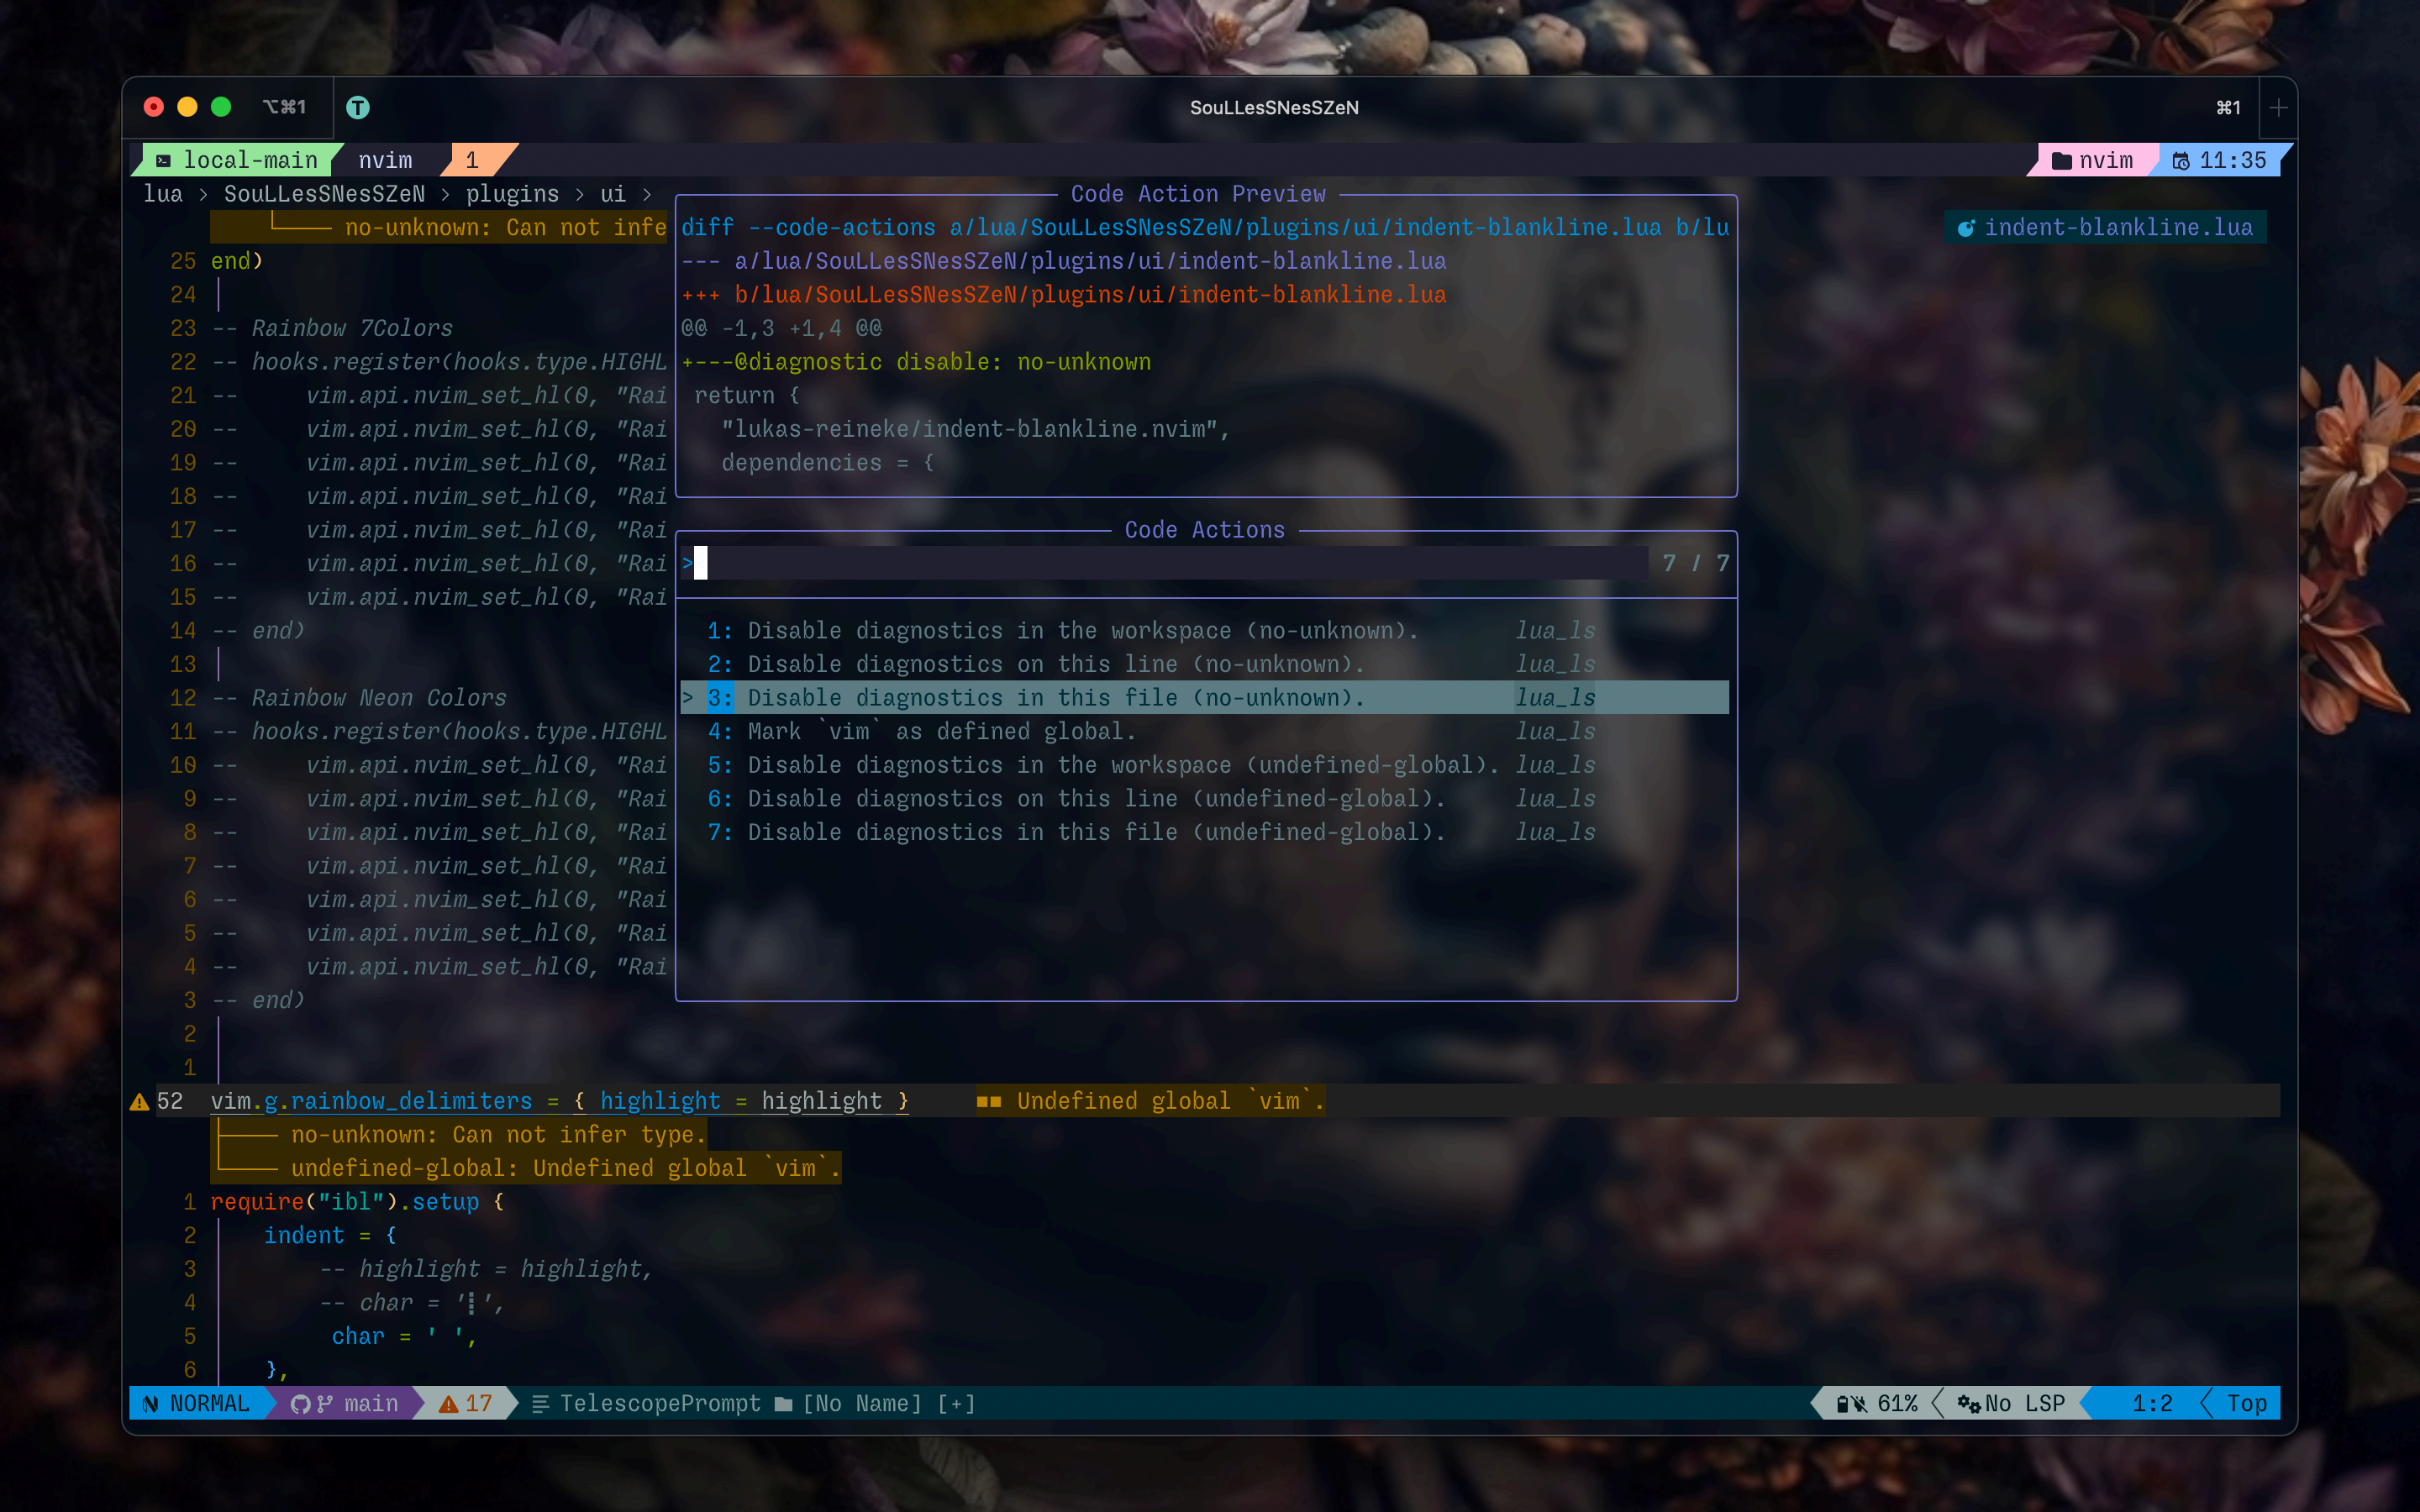 ⌥⌘1 T SouLLesSNesSZeN ⌘1 +
local-main nvim 1 nvim 11:35
lua > SouLLesSNesSZeN > plugins > ui >
no-unknown: Can not infe
25 end)
24
23 -- Rainbow 7Colors
22 -- hooks.register(hooks.type.HIGHL
21 -- vim.api.nvim_set_hl(0, "Rai
20 -- vim.api.nvim_set_hl(0, "Rai
19 -- vim.api.nvim_set_hl(0, "Rai
18 -- vim.api.nvim_set_hl(0, "Rai
17 -- vim.api.nvim_set_hl(0, "Rai
16 -- vim.api.nvim_set_hl(0, "Rai
15 -- vim.api.nvim_set_hl(0, "Rai
14 -- end)
13
12 -- Rainbow Neon Colors
11 -- hooks.register(hooks.type.HIGHL
10 -- vim.api.nvim_set_hl(0, "Rai
9 -- vim.api.nvim_set_hl(0, "Rai
8 -- vim.api.nvim_set_hl(0, "Rai
7 -- vim.api.nvim_set_hl(0, "Rai
6 -- vim.api.nvim_set_hl(0, "Rai
5 -- vim.api.nvim_set_hl(0, "Rai
4 -- vim.api.nvim_set_hl(0, "Rai
3 -- end)
2
1
Code Action Preview
diff --code-actions a/lua/SouLLesSNesSZeN/plugins/ui/indent-blankline.lua b/lu
--- a/lua/SouLLesSNesSZeN/plugins/ui/indent-blankline.lua
+++ b/lua/SouLLesSNesSZeN/plugins/ui/indent-blankline.lua
@@ -1,3 +1,4 @@
+---@diagnostic disable: no-unknown
return {
"lukas-reineke/indent-blankline.nvim",
dependencies = {
indent-blankline.lua
Code Actions
> 7 / 7
1: Disable diagnostics in the workspace (no-unknown). lua_ls
2: Disable diagnostics on this line (no-unknown). lua_ls
> 3: Disable diagnostics in this file (no-unknown). lua_ls
4: Mark `vim` as defined global. lua_ls
5: Disable diagnostics in the workspace (undefined-global). lua_ls
6: Disable diagnostics on this line (undefined-global). lua_ls
7: Disable diagnostics in this file (undefined-global). lua_ls
52 vim.g.rainbow_delimiters = { highlight = highlight } ■■ Undefined global `vim`.
no-unknown: Can not infer type.
undefined-global: Undefined global `vim`.
1 require("ibl").setup {
2 indent = {
3 -- highlight = highlight,
4 -- char = '┋',
5 char = ' ',
6 },
NORMAL main 17 TelescopePrompt [No Name] [+] 61% No LSP 1:2 Top